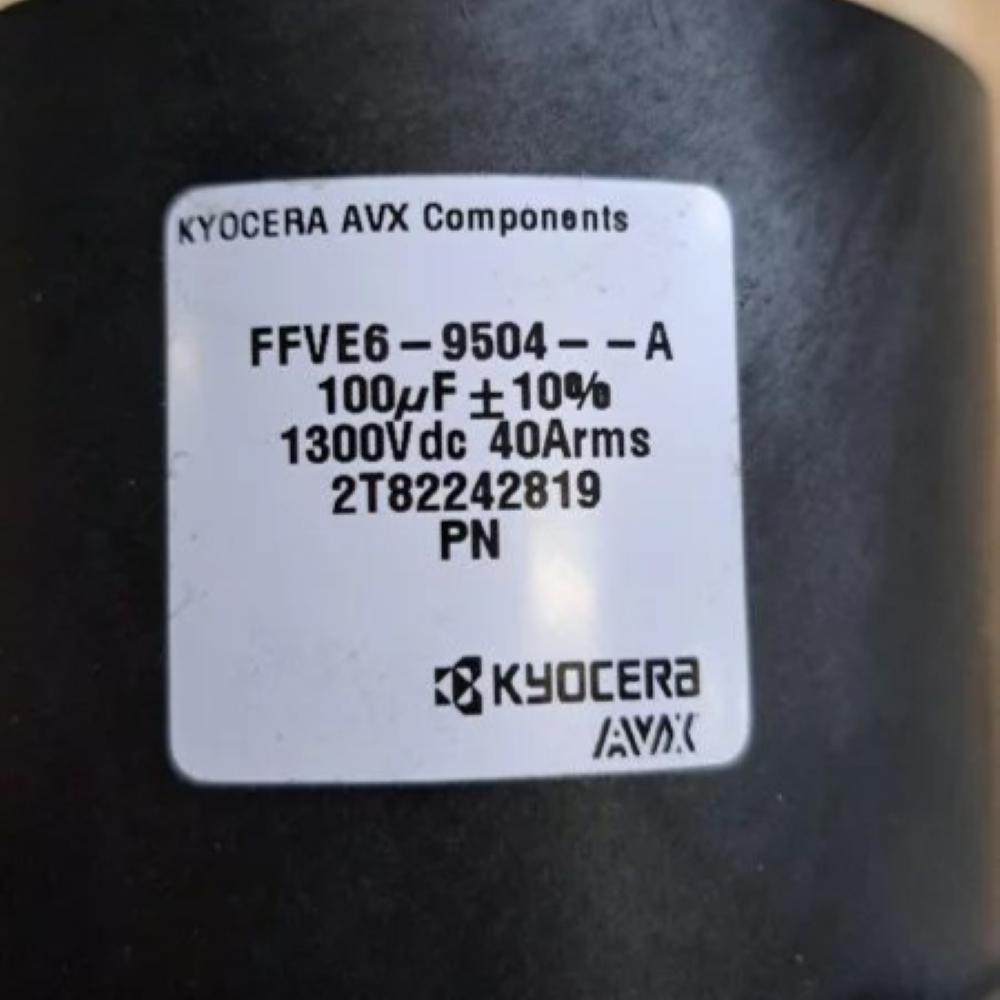 KYOCERA AVX Components
FFVE6-9504--A
100µF ±10%
1300Vdc 40Arms
2T82242819
PN
KYOCERA
AVX